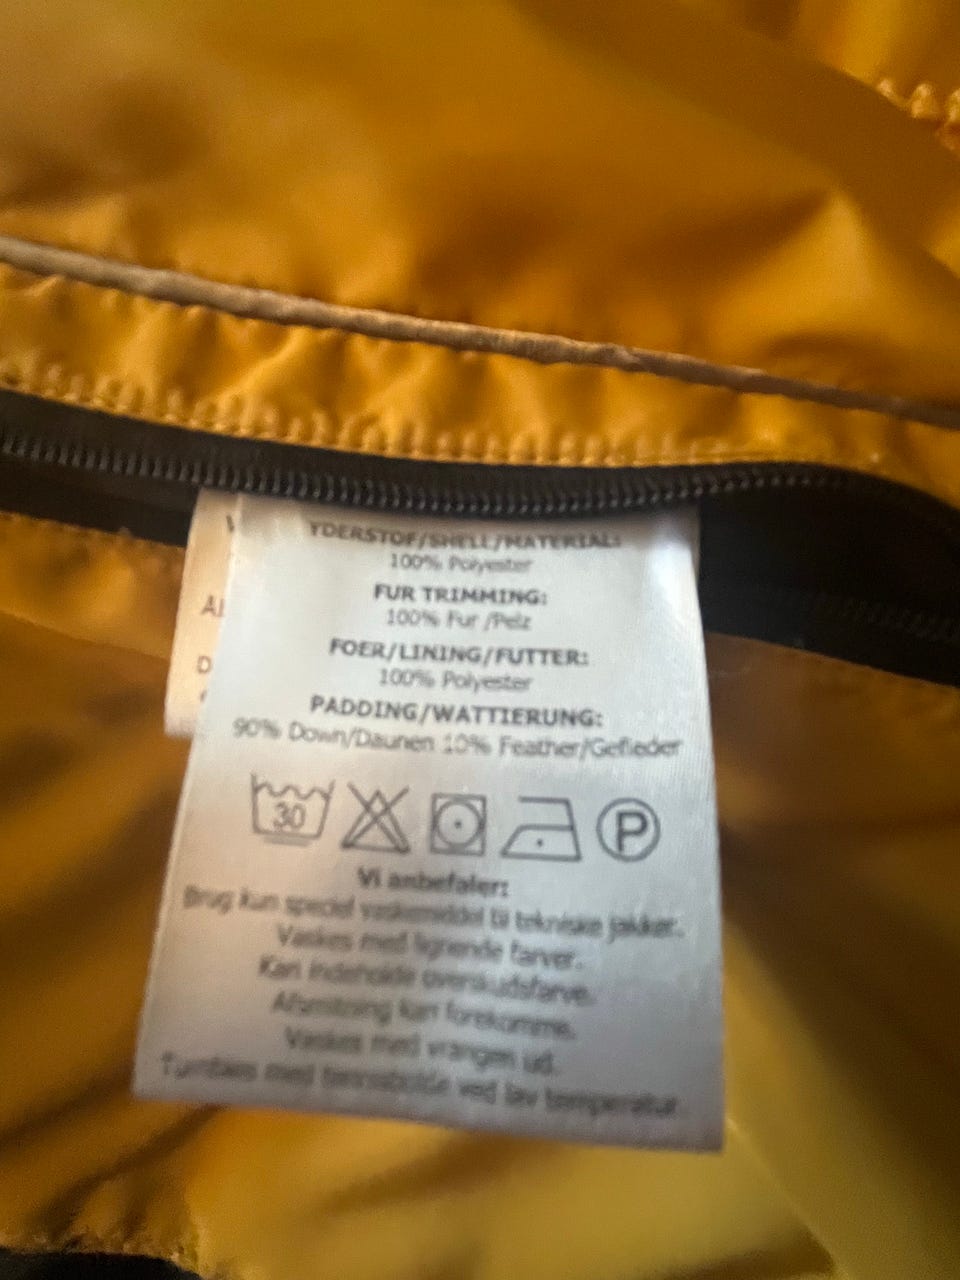 YDERSTOF/SHELL/MATERIAL:
100% Polyester
FUR TRIMMING:
100% Fur /Pelz
FOER/LINING/FUTTER:
100% Polyester
PADDING/WATTIERUNG:
90% Down/Daunen 10% Feather/Gefieder
30
P
Vi anbefaler:
Brug kun speciel vaskemiddel til tekniske jakker.
Vaskes med lignende farver.
Kan indeholde overskudsfarve.
Afsmitning kan forekomme.
Vaskes med vrangen ud.
Tumbles med tennisbolde ved lav temperatur.